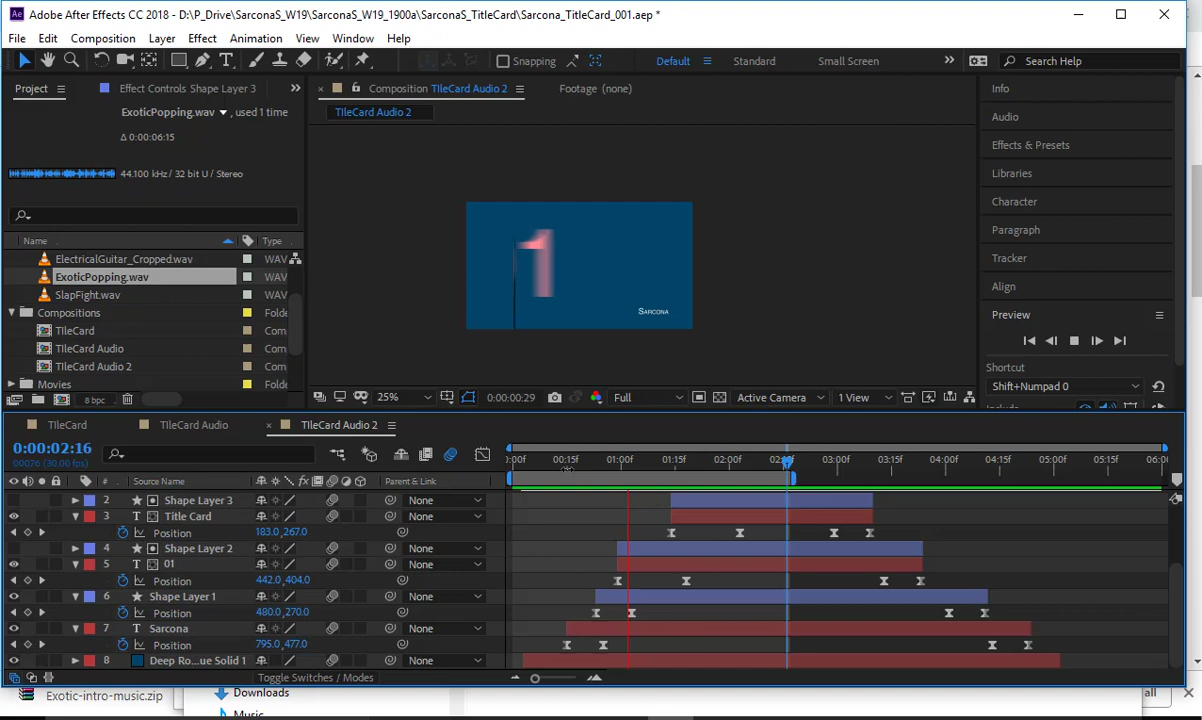 Adobe After Effects CC 2018 - D:\P_Drive\SarconaS_W19\SarconaS_W19_1900a\SarconaS_TitleCard\Sarcona_TitleCard_001.aep *
File Edit Composition Layer Effect Animation View Window Help
Snapping Default Standard Small Screen Search Help
Project Effect Controls Shape Layer 3
ExoticPopping.wav , used 1 time
Δ 0:00:06:15
44.100 kHz / 32 bit U / Stereo
Name Type
ElectricalGuitar_Cropped.wav WAV
ExoticPopping.wav WAV
SlapFight.wav WAV
Compositions Folde
TIleCard Com
TIleCard Audio Com
TIleCard Audio 2 Com
Movies Folde
8 bpc
Composition TIleCard Audio 2
Footage (none)
TIleCard Audio 2
1
Sarcona
25% 0:00:00:29 Full Active Camera 1 View
Info
Audio
Effects & Presets
Libraries
Character
Paragraph
Tracker
Align
Preview
Shortcut
Shift+Numpad 0
TIleCard TIleCard Audio TIleCard Audio 2
0:00:02:16
00076 (30.00 fps)
:00f 00:15f 01:00f 01:15f 02:00f 03:00f 03:15f 04:00f 04:15f 05:00f 05:15f 06:0
# Source Name Parent & Link
2 Shape Layer 3 None
3 T Title Card None
Position 183.0,267.0
4 Shape Layer 2 None
5 T 01 None
Position 442.0,404.0
6 Shape Layer 1 None
Position 480.0,270.0
7 T Sarcona None
Position 795.0,477.0
8 Deep Ro...ue Solid 1 None
Toggle Switches / Modes
Exotic-intro-music.zip
Downloads
all